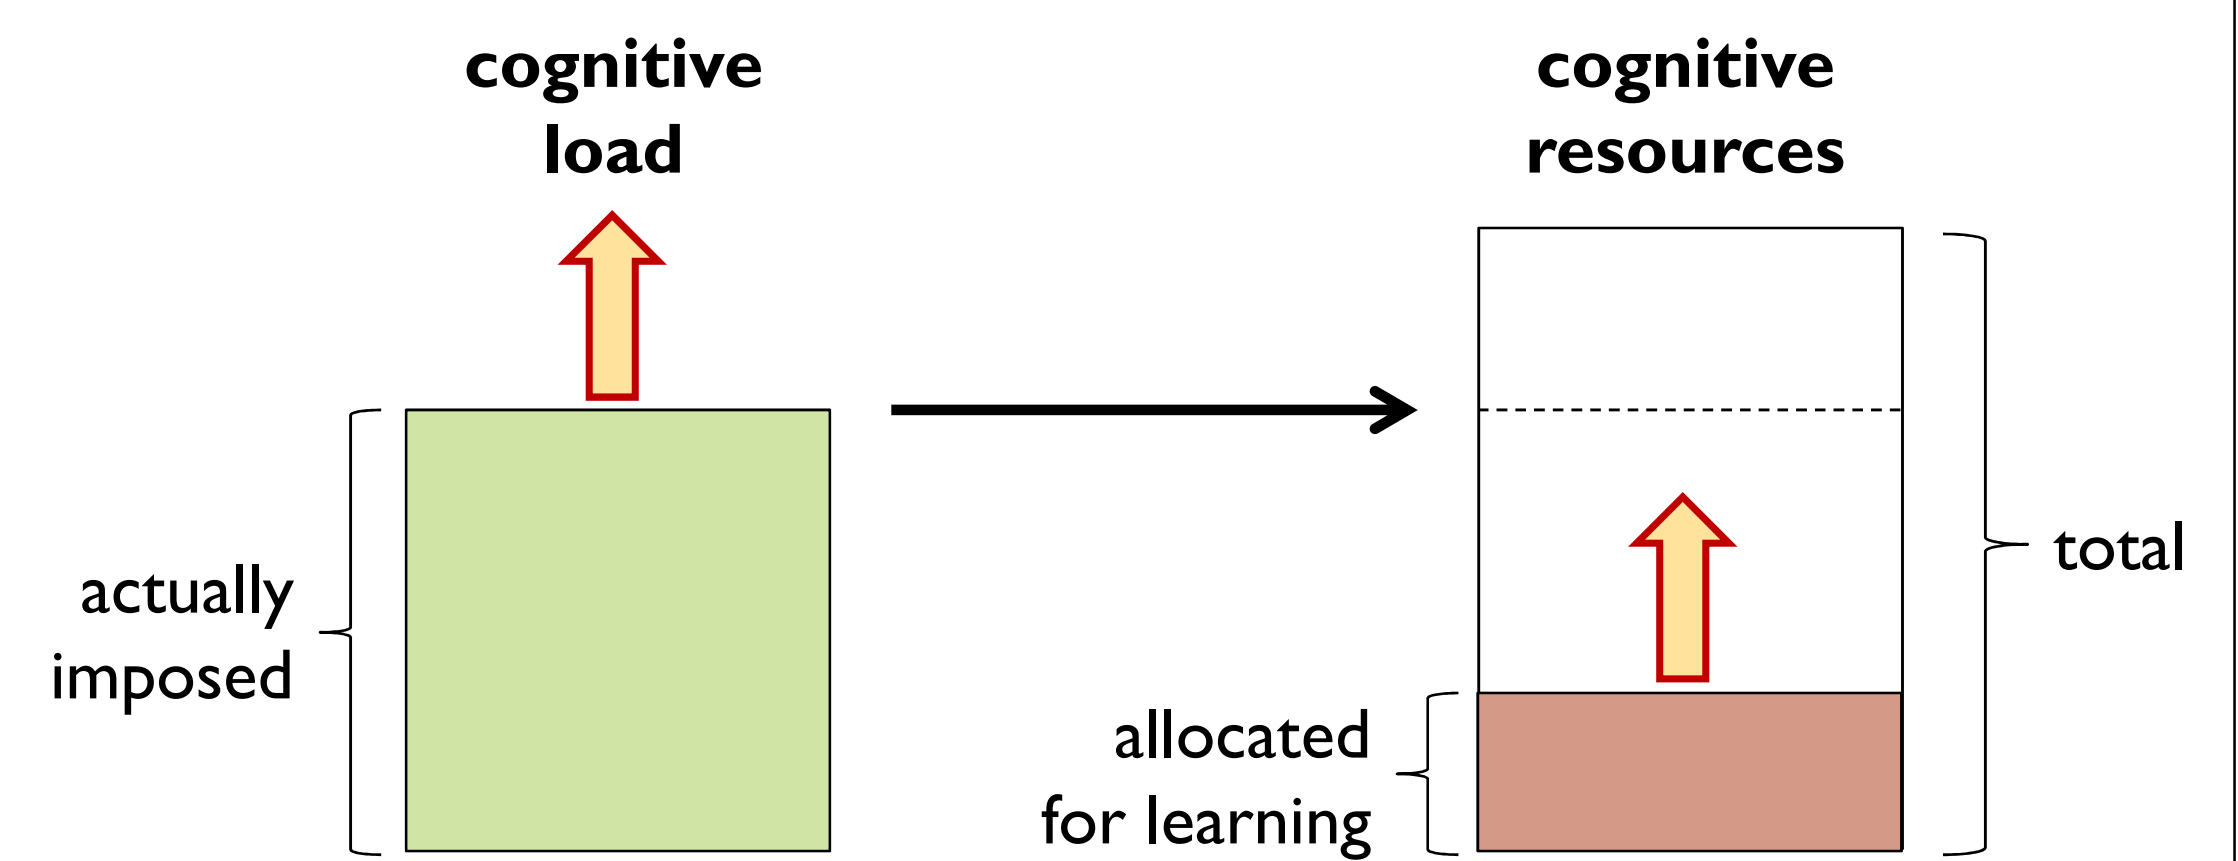 cognitive
load
cognitive
resources
actually
imposed
total
allocated
for learning